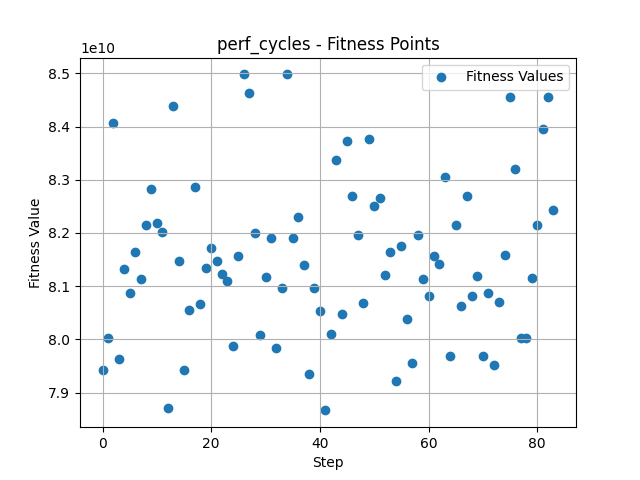 perf_cycles - Fitness Points
1e10
Fitness Values
8.5
8.4
8.3
8.2
8.1
8.0
7.9
Fitness Value
0 20 40 60 80
Step